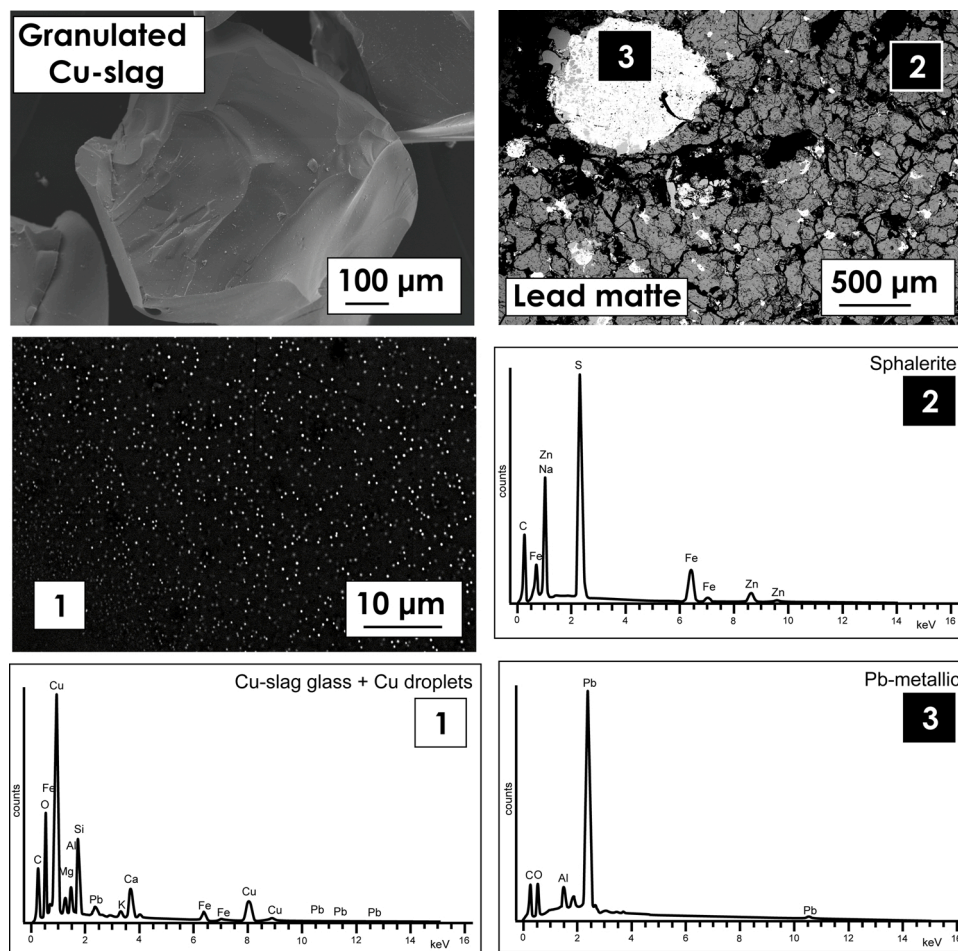 Granulated
Cu-slag
100 µm
3
2
Lead matte
500 µm
1
10 µm
Sphalerite
2
S
Zn
Na
C
Fe
Fe
Fe
Zn
Zn
counts
0 2 4 6 8 10 12 14 16
keV
Cu-slag glass + Cu droplets
1
Cu
Fe
O
Si
C
Al
Mg
Pb
K
Ca
Fe
Fe
Cu
Cu
Pb
Pb
Pb
counts
0 2 4 6 8 10 12 14 16
keV
Pb-metallic
3
Pb
C O
Al
Pb
counts
0 2 4 6 8 10 12 14 16
keV